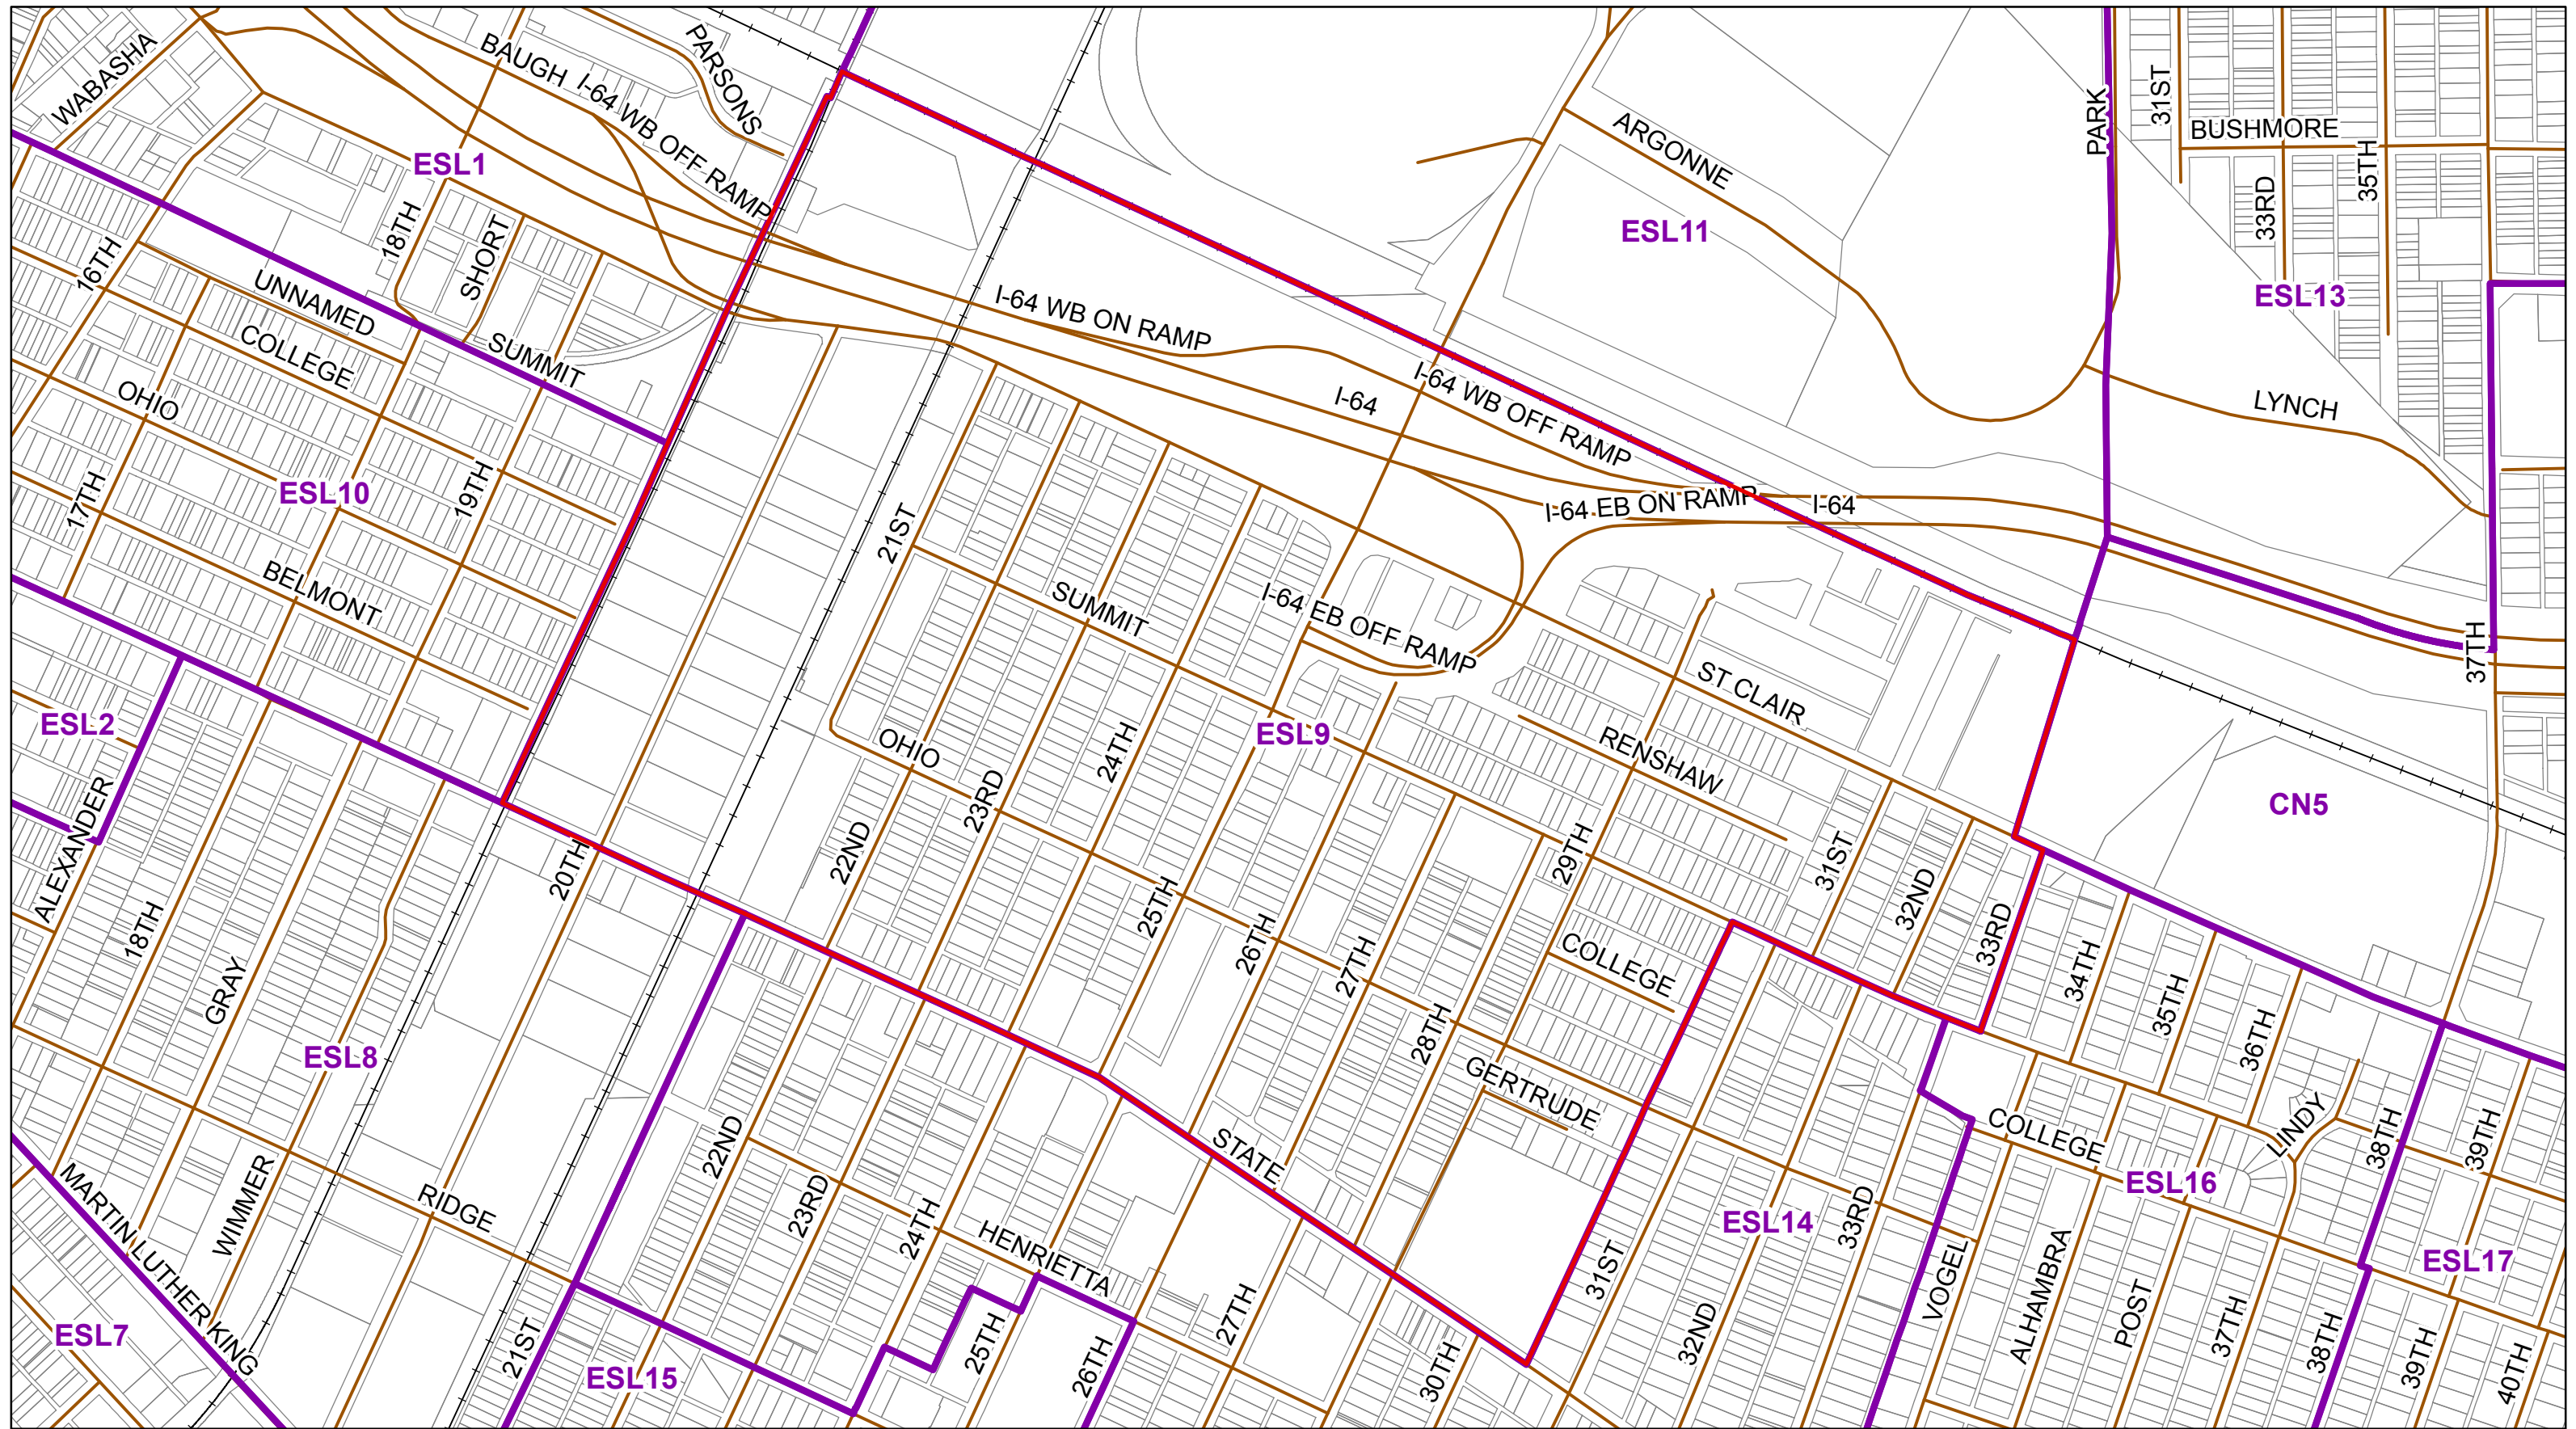 WABASHA
BAUGH
I-64 WB OFF RAMP
PARSONS
ESL1
ARGONNE
PARK
31ST
BUSHMORE
33RD
35TH
ESL11
ESL13
16TH
18TH
SHORT
UNNAMED
COLLEGE
SUMMIT
OHIO
I-64 WB ON RAMP
I-64
I-64 WB OFF RAMP
LYNCH
17TH
ESL10
19TH
21ST
I-64 EB ON RAMP
I-64
BELMONT
SUMMIT
I-64 EB OFF RAMP
37TH
ESL2
OHIO
24TH
ESL9
ST CLAIR
RENSHAW
CN5
ALEXANDER
18TH
GRAY
20TH
22ND
23RD
25TH
26TH
27TH
28TH
29TH
31ST
32ND
33RD
COLLEGE
34TH
35TH
36TH
ESL8
GERTRUDE
STATE
COLLEGE
LINDY
38TH
39TH
ESL16
MARTIN LUTHER KING
WIMMER
RIDGE
22ND
23RD
24TH
HENRIETTA
ESL14
33RD
31ST
VOGEL
ALHAMBRA
POST
37TH
38TH
ESL17
ESL7
21ST
ESL15
25TH
26TH
27TH
30TH
32ND
39TH
40TH